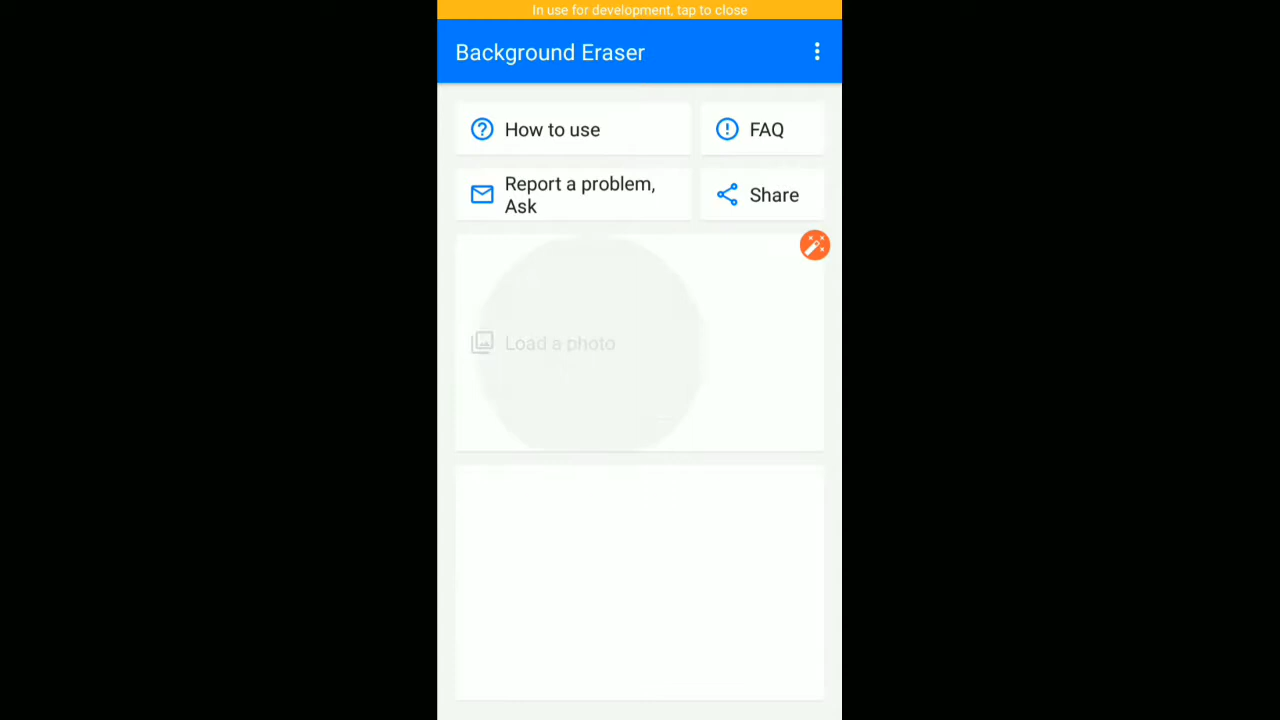 In use for development, tap to close
Background Eraser
How to use
FAQ
Report a problem,
Ask
Share
Load a photo